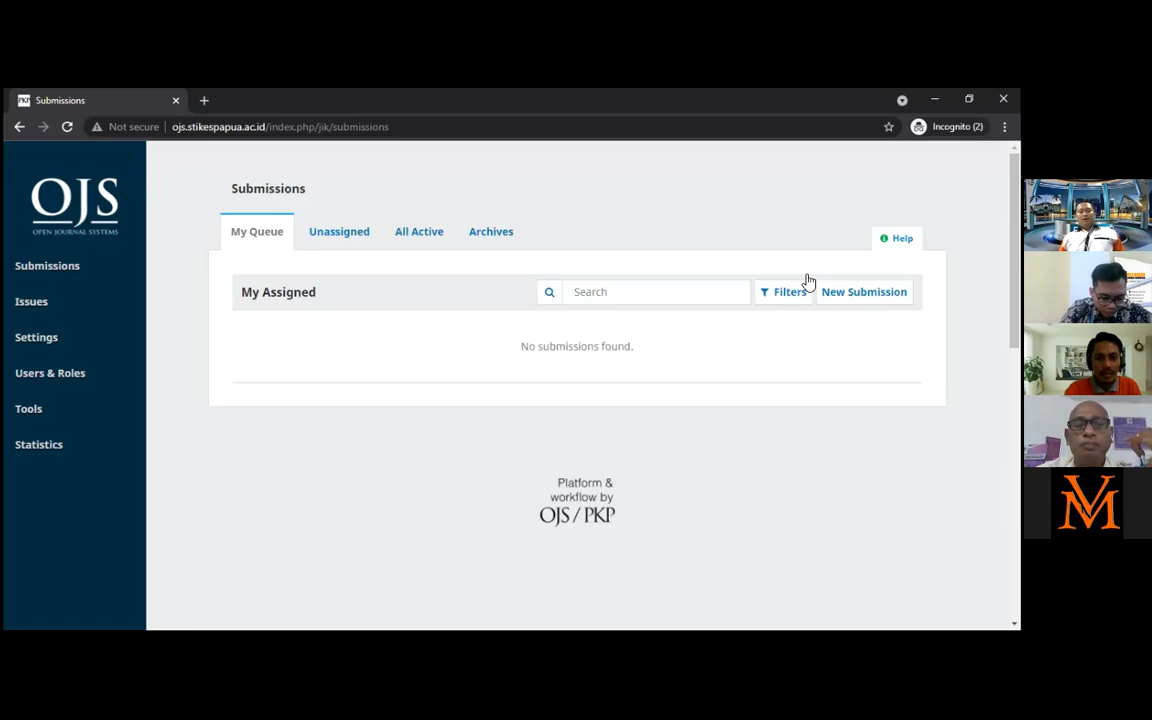 PKP Submissions
Not secure ojs.stikespapua.ac.id/index.php/jik/submissions
Incognito (2)
OJS
OPEN JOURNAL SYSTEMS
Submissions
Issues
Settings
Users & Roles
Tools
Statistics
Submissions
My Queue Unassigned All Active Archives
Help
My Assigned Search Filters New Submission
No submissions found.
Platform &
workflow by
OJS / PKP
VM